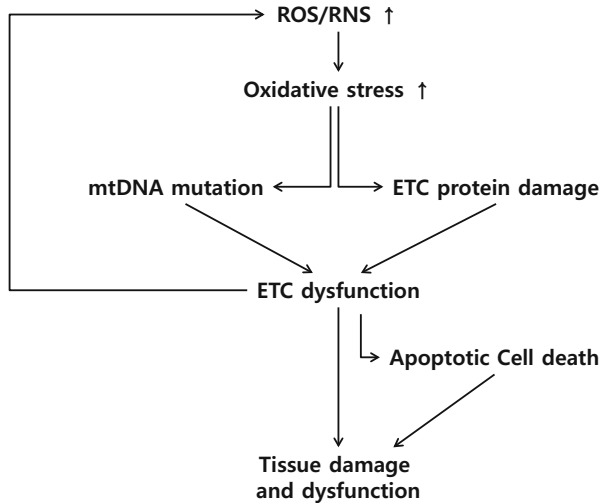 ROS/RNS ↑
Oxidative stress ↑
mtDNA mutation
ETC protein damage
ETC dysfunction
Apoptotic Cell death
Tissue damage
and dysfunction